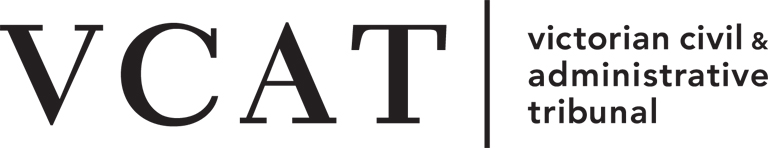 VCAT
victorian civil &
administrative
tribunal